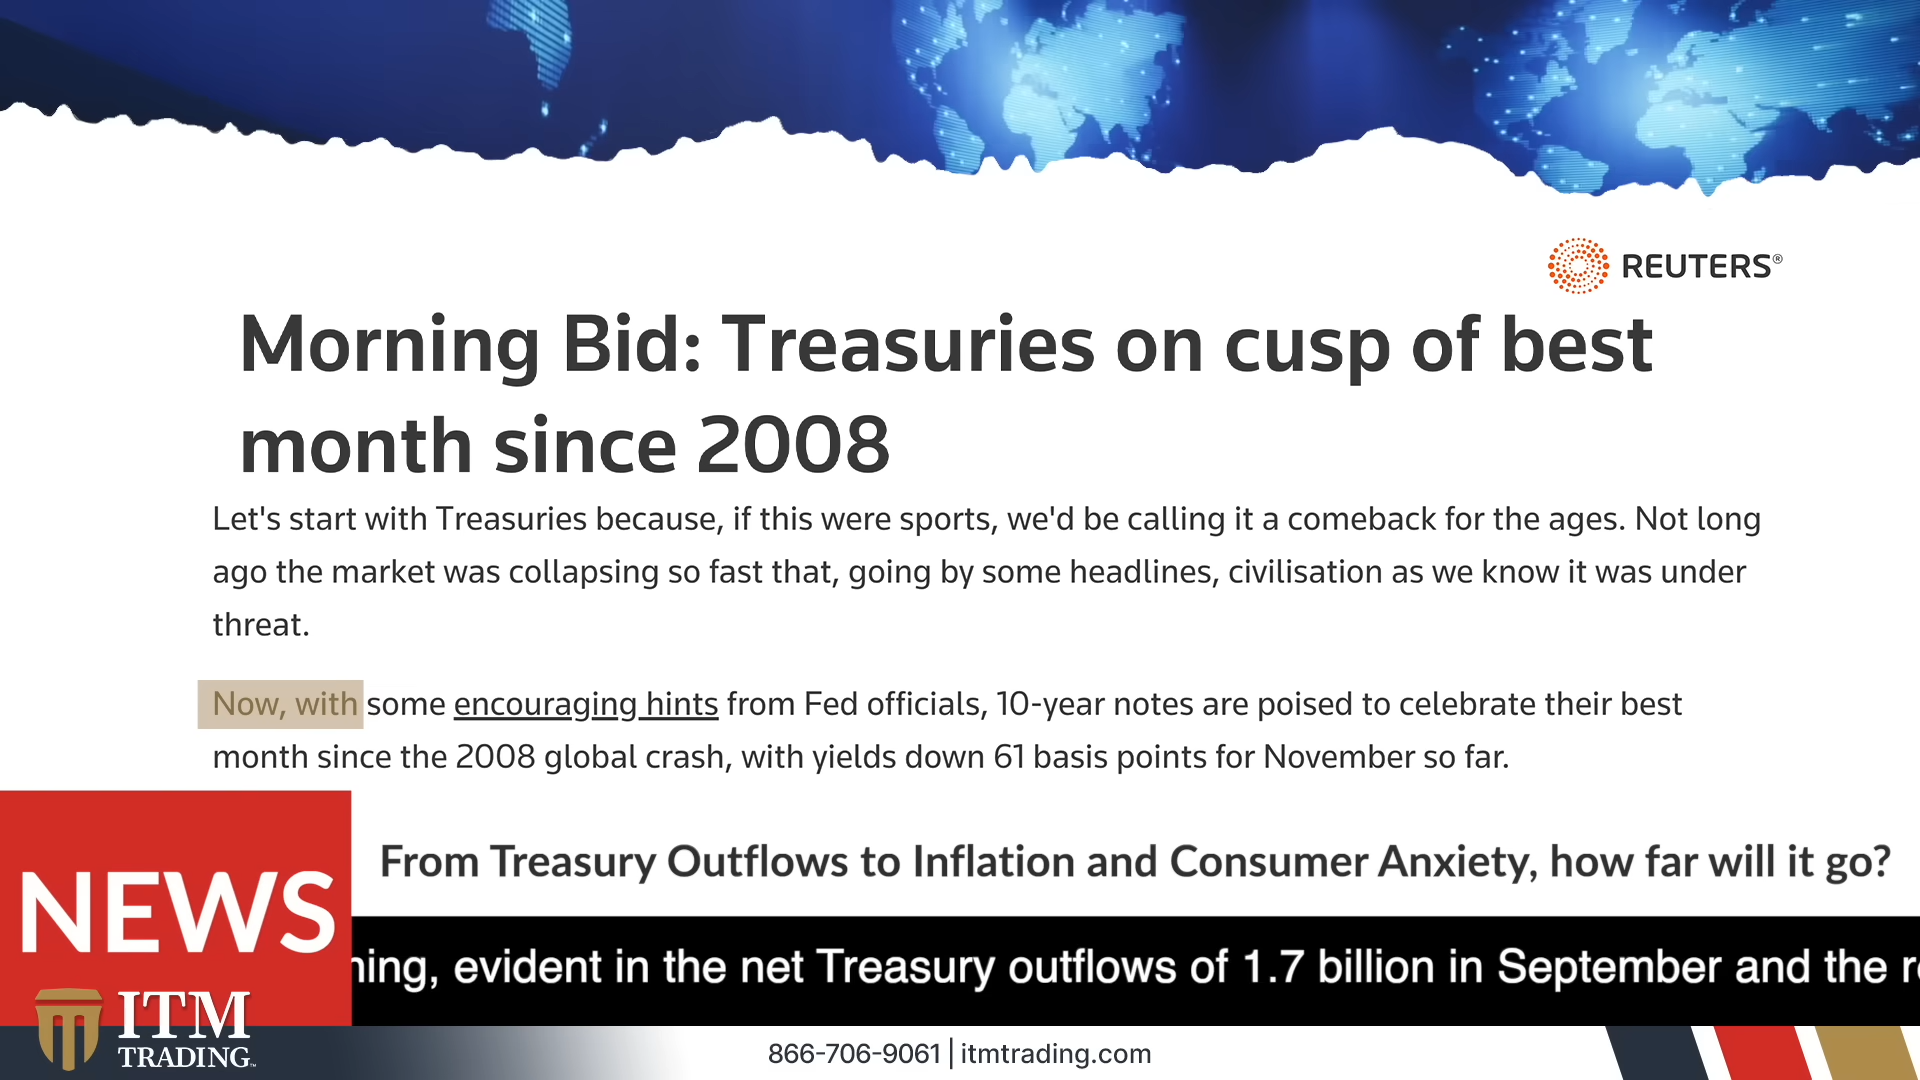 REUTERS®
Morning Bid: Treasuries on cusp of best
month since 2008
Let's start with Treasuries because, if this were sports, we'd be calling it a comeback for the ages. Not long
ago the market was collapsing so fast that, going by some headlines, civilisation as we know it was under
threat.
Now, with some encouraging hints from Fed officials, 10-year notes are poised to celebrate their best
month since the 2008 global crash, with yields down 61 basis points for November so far.
From Treasury Outflows to Inflation and Consumer Anxiety, how far will it go?
NEWS
evident in the net Treasury outflows of 1.7 billion in September and the
ITM
TRADING
866-706-9061 | itmtrading.com